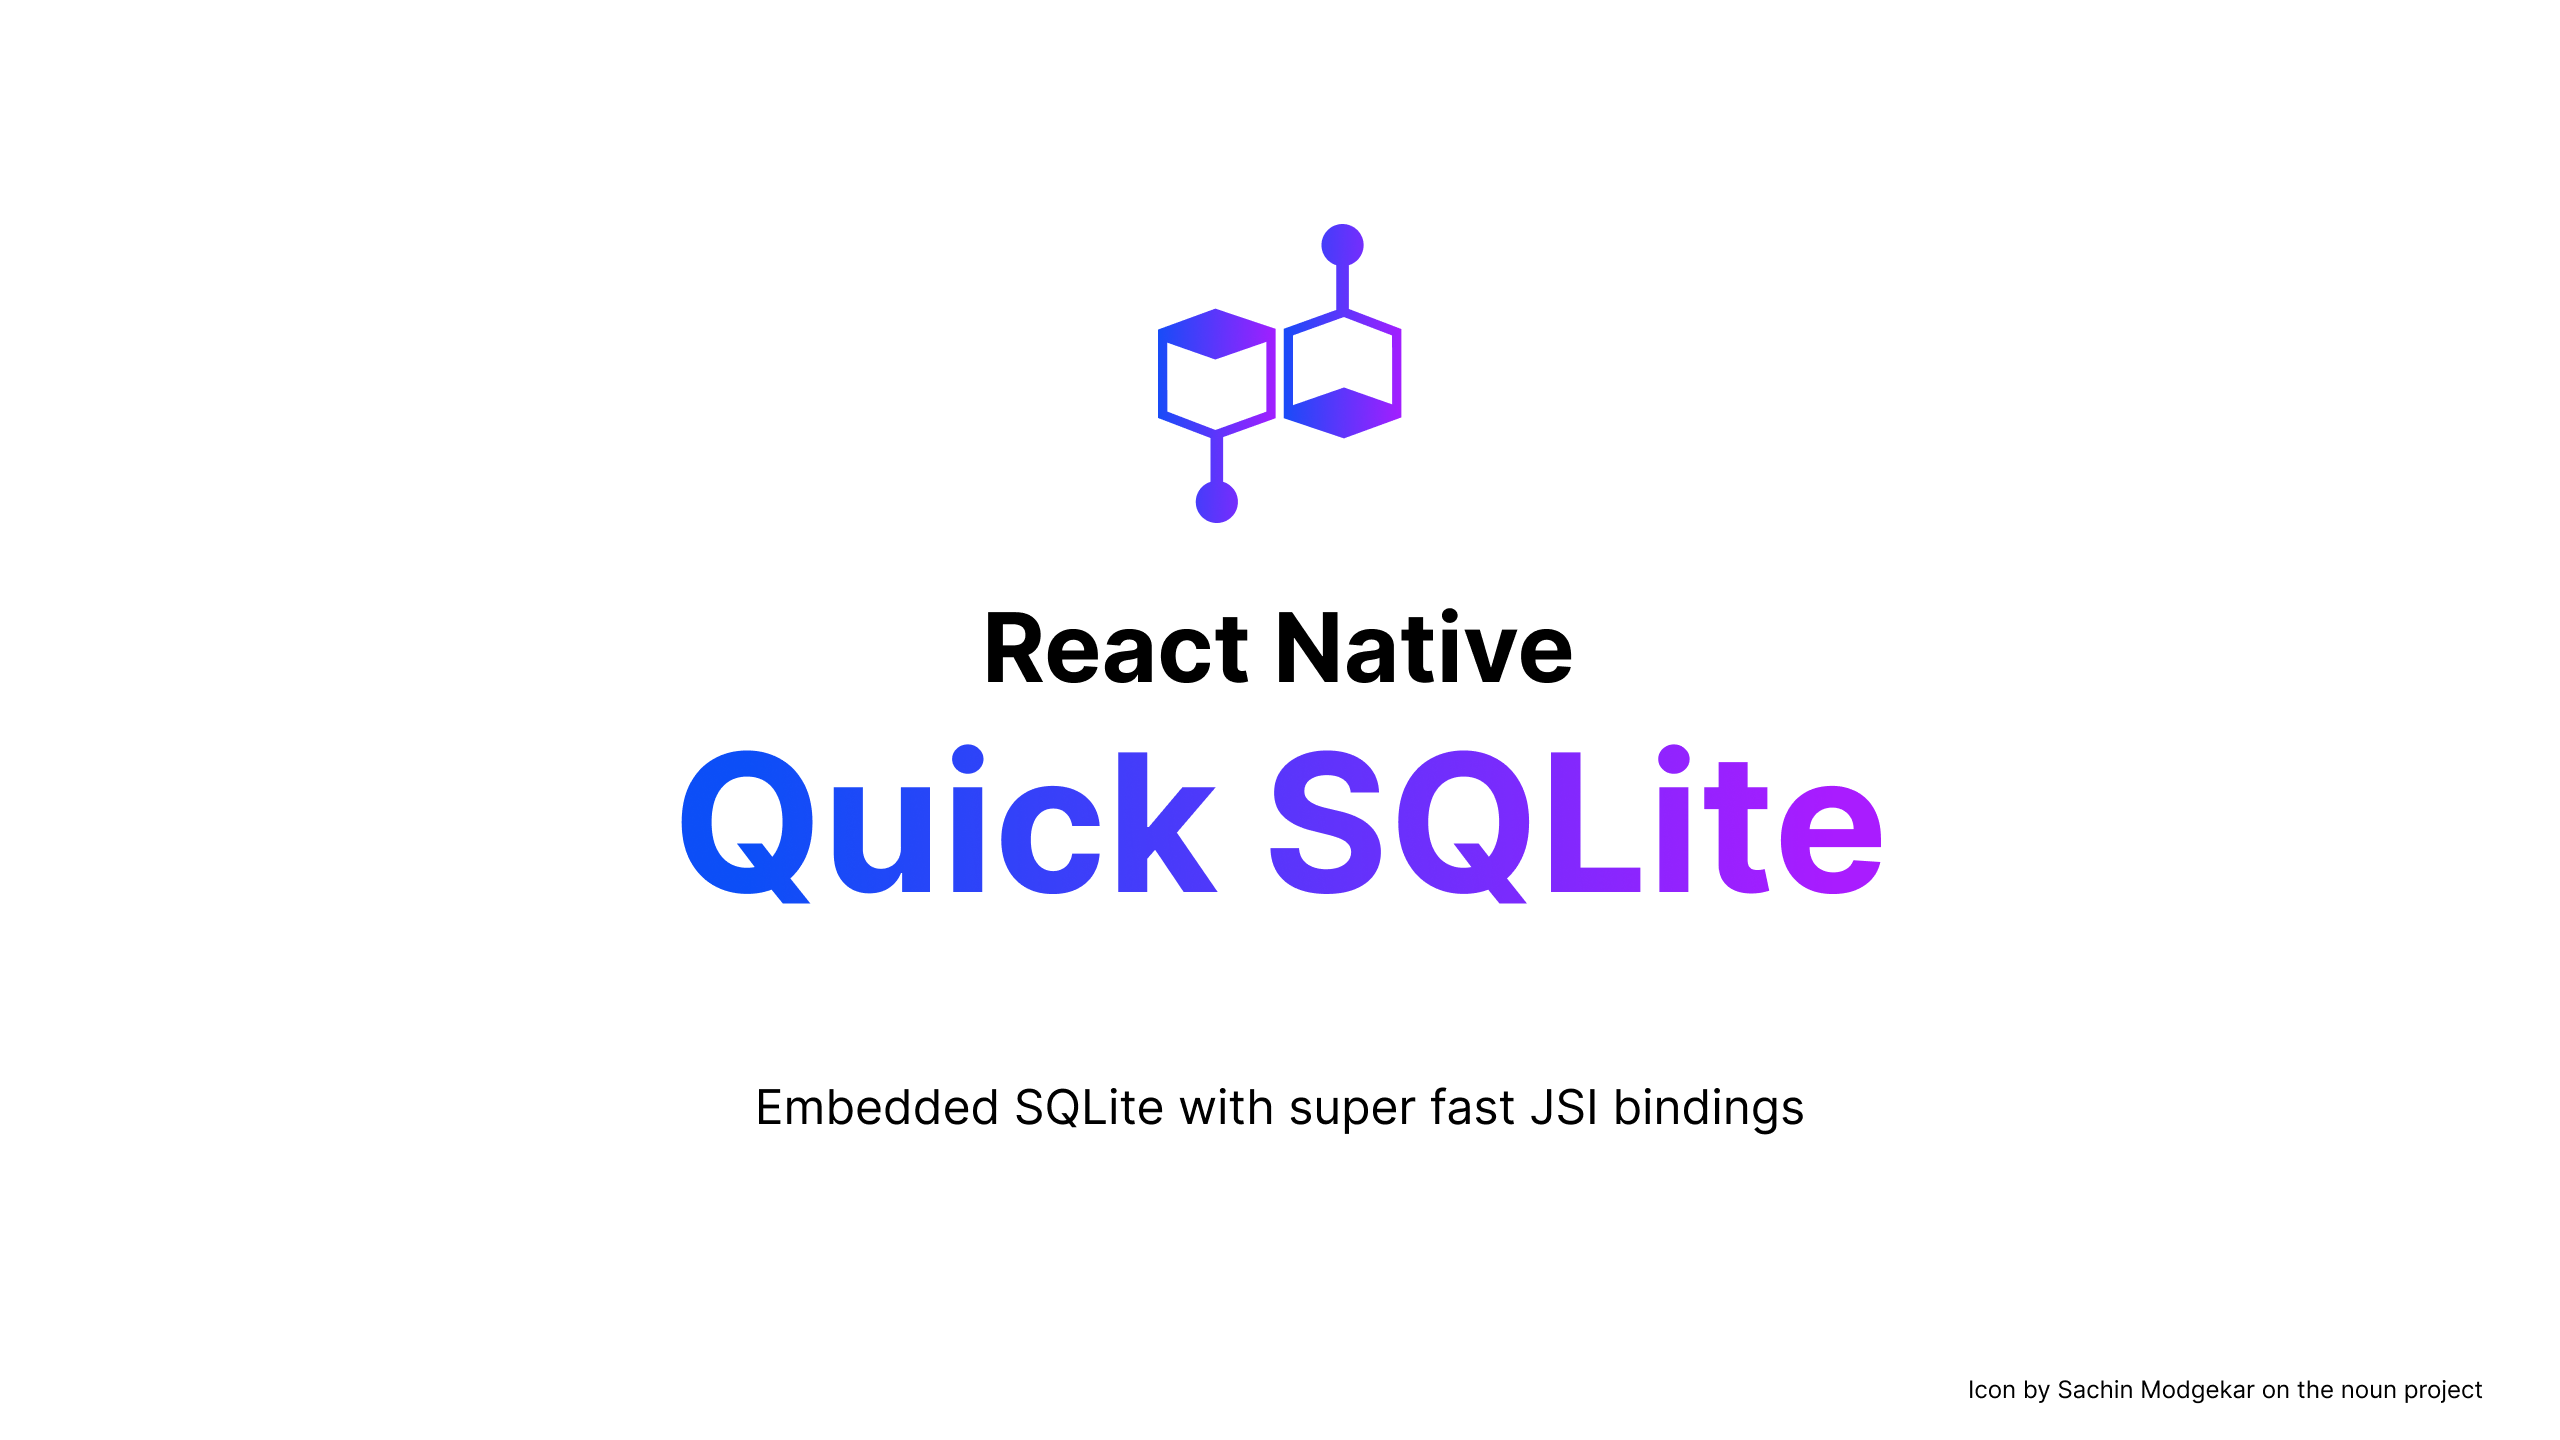 React Native
Quick SQLite
Embedded SQLite with super fast JSI bindings
Icon by Sachin Modgekar on the noun project